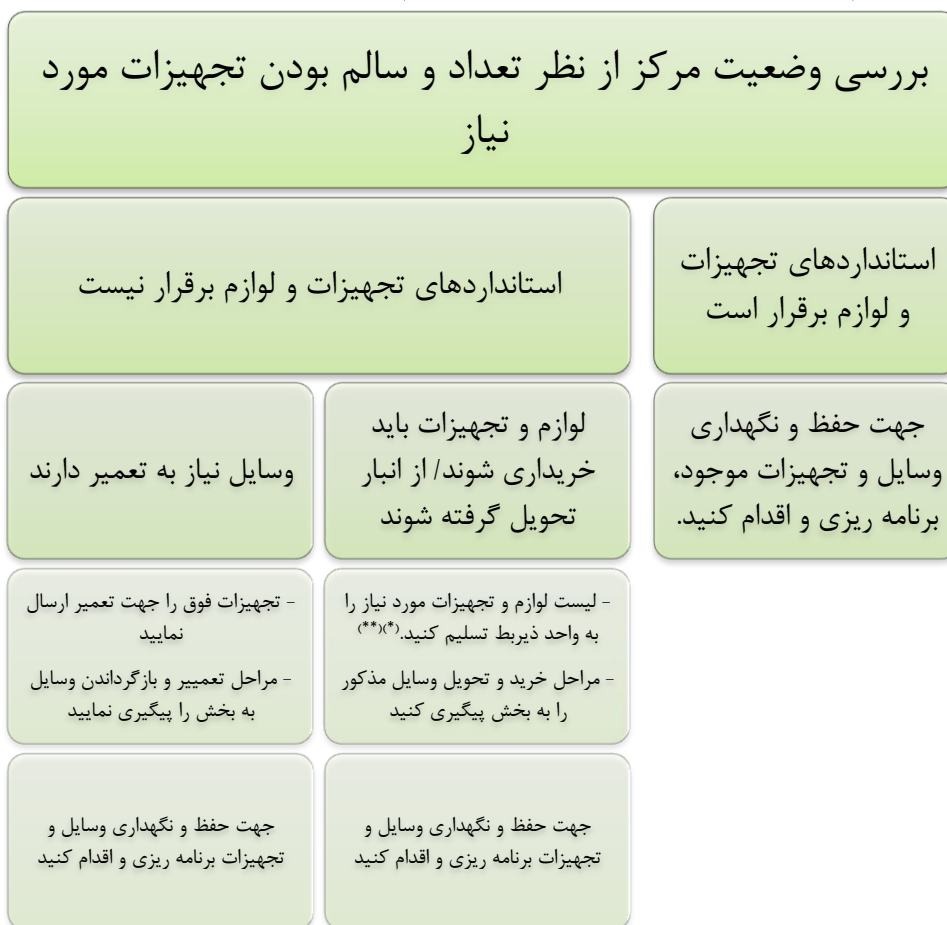 بررسی وضعیت مرکز از نظر تعداد و سالم بودن تجهیزات مورد
نیاز
استانداردهای تجهیزات
و لوازم برقرار است
استانداردهای تجهیزات و لوازم برقرار نیست
جهت حفظ و نگهداری
وسایل و تجهیزات موجود،
برنامه ریزی و اقدام کنید.
لوازم و تجهیزات باید
خریداری شوند/ از انبار
تحویل گرفته شوند
وسایل نیاز به تعمیر دارند
- لیست لوازم و تجهیزات مورد نیاز را
به واحد ذیربط تسلیم کنید.(*)(**)
- مراحل خرید و تحویل وسایل مذکور
را به بخش پیگیری کنید
- تجهیزات فوق را جهت تعمیر ارسال
نمایید
- مراحل تعمییر و بازگرداندن وسایل
به بخش را پیگیری نمایید
جهت حفظ و نگهداری وسایل و
تجهیزات برنامه ریزی و اقدام کنید
جهت حفظ و نگهداری وسایل و
تجهیزات برنامه ریزی و اقدام کنید